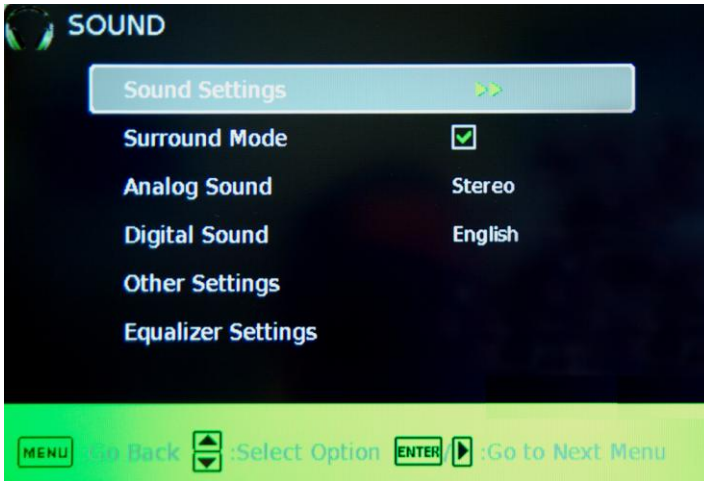 SOUND
Sound Settings
Surround Mode
Analog Sound Stereo
Digital Sound English
Other Settings
Equalizer Settings
MENU :Go Back :Select Option ENTER/ :Go to Next Menu